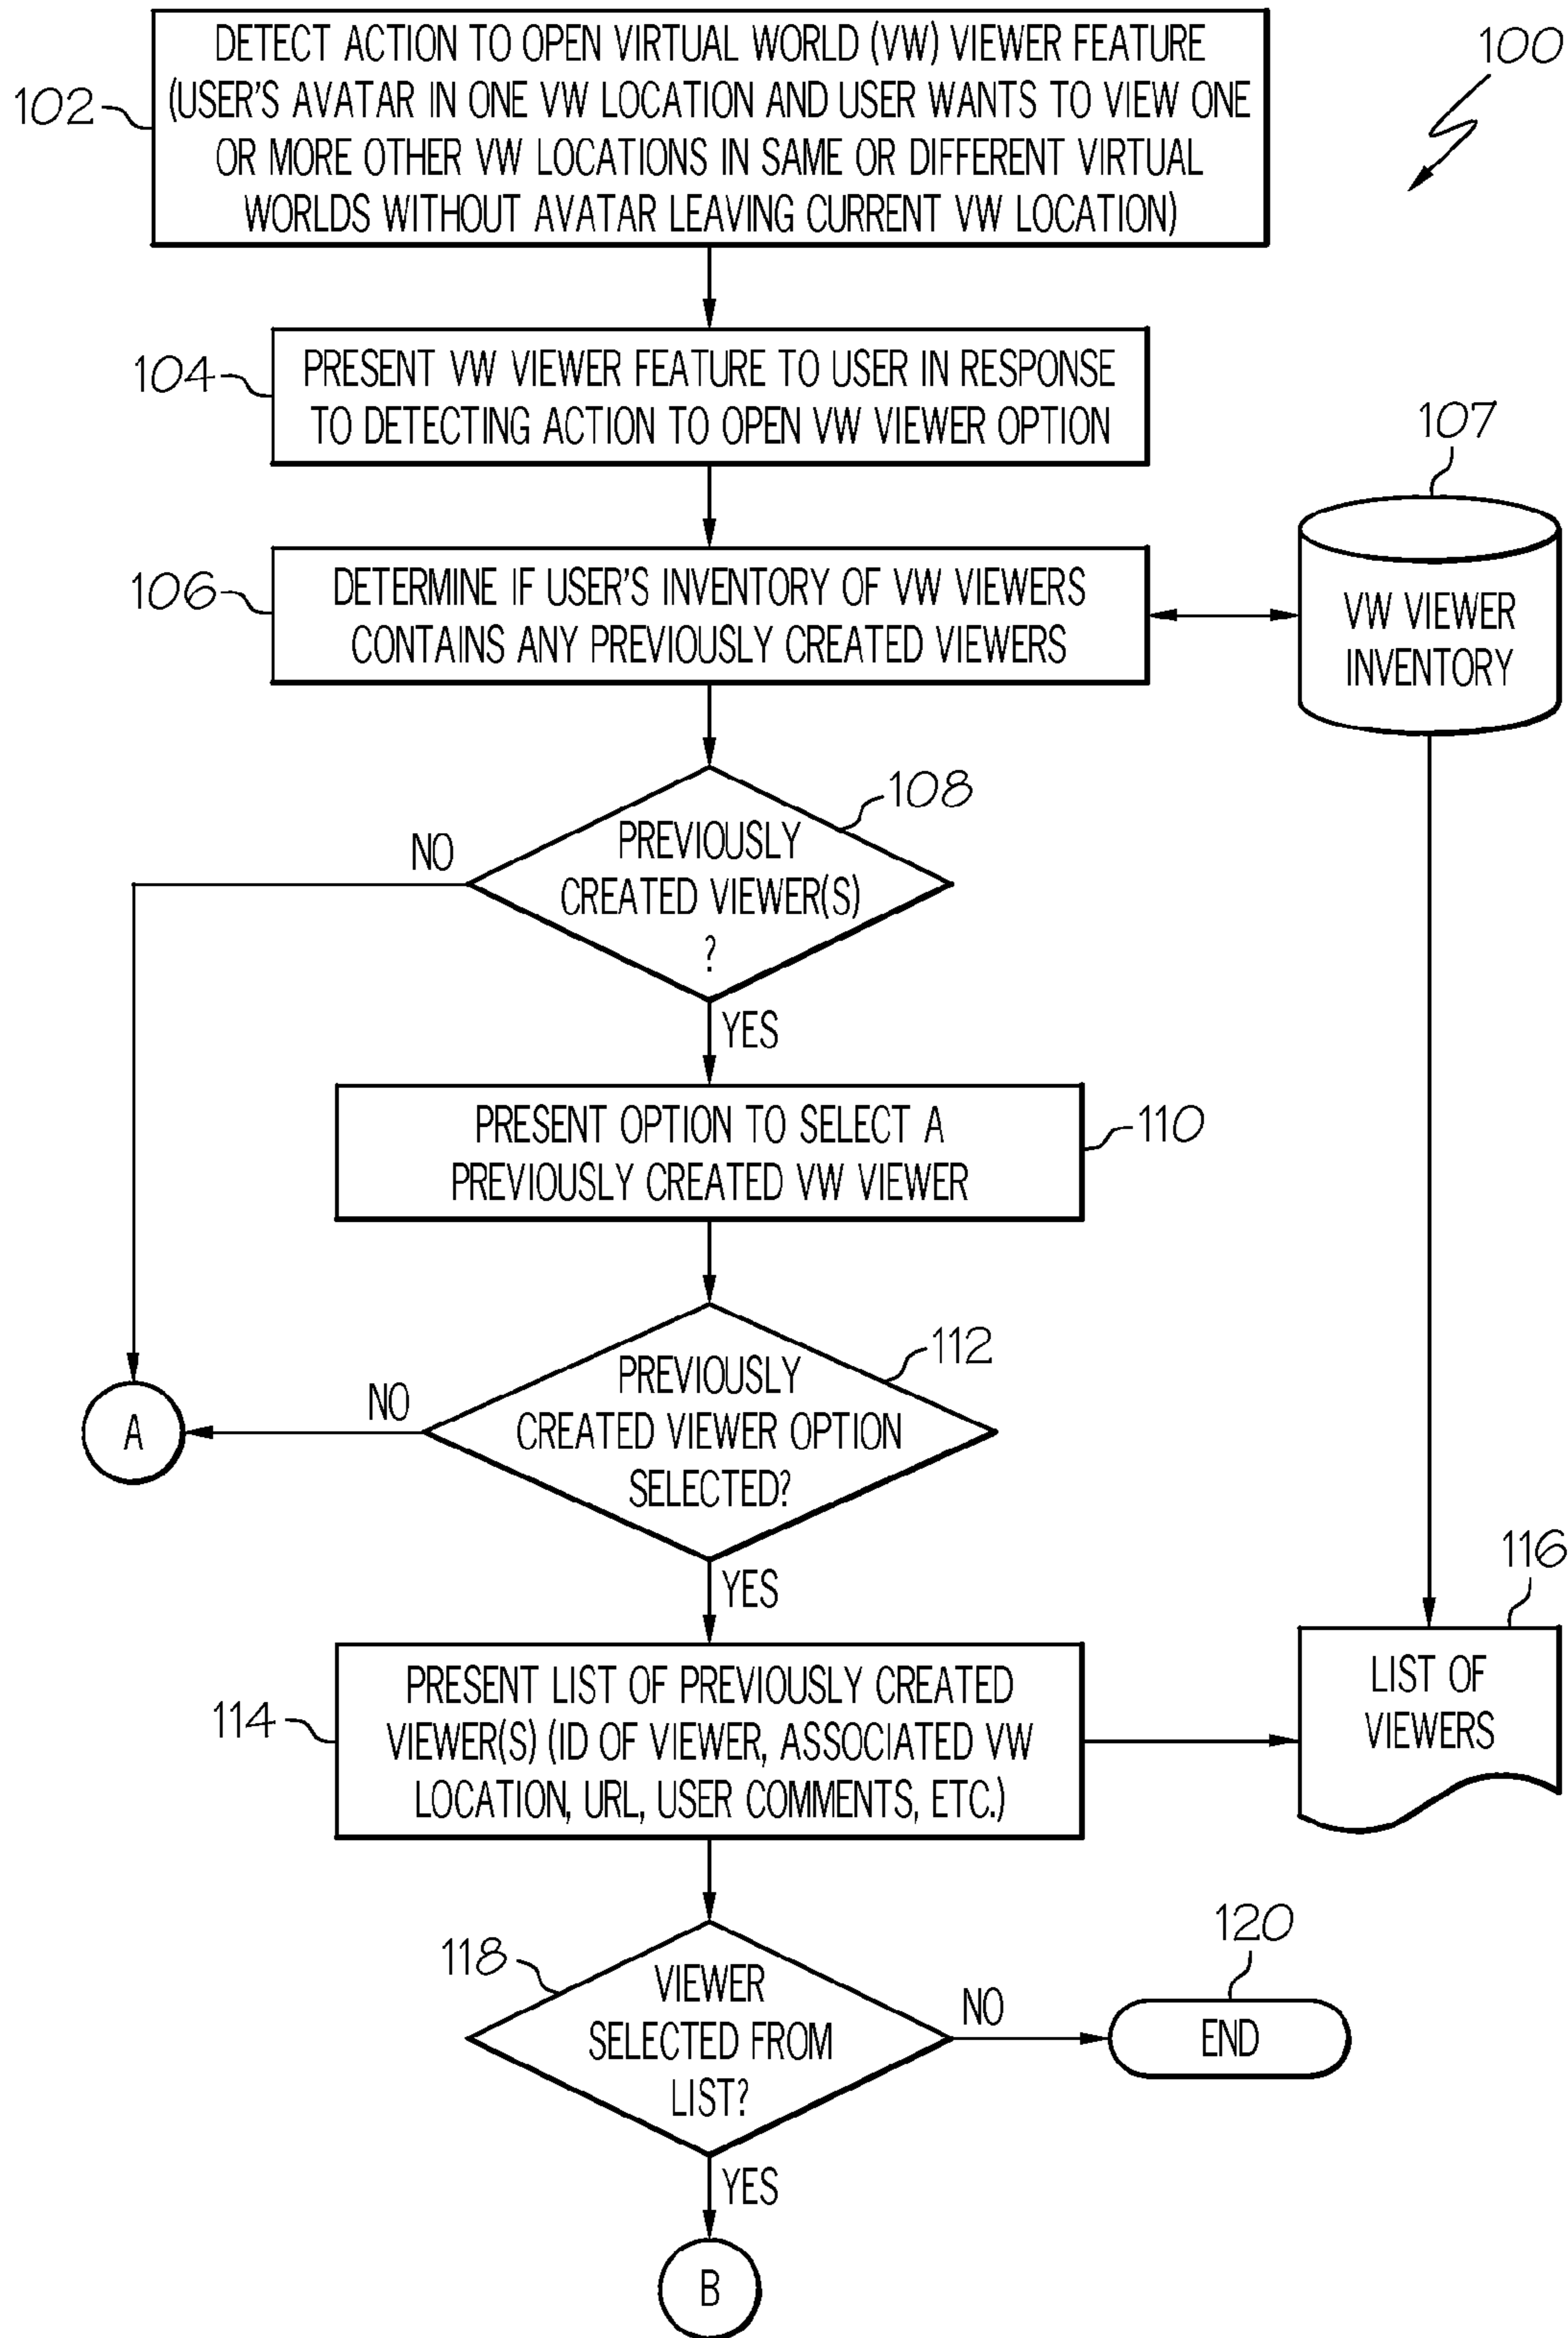 100
102
DETECT ACTION TO OPEN VIRTUAL WORLD (VW) VIEWER FEATURE
(USER'S AVATAR IN ONE VW LOCATION AND USER WANTS TO VIEW ONE
OR MORE OTHER VW LOCATIONS IN SAME OR DIFFERENT VIRTUAL
WORLDS WITHOUT AVATAR LEAVING CURRENT VW LOCATION)
104
PRESENT VW VIEWER FEATURE TO USER IN RESPONSE
TO DETECTING ACTION TO OPEN VW VIEWER OPTION
106
DETERMINE IF USER'S INVENTORY OF VW VIEWERS
CONTAINS ANY PREVIOUSLY CREATED VIEWERS
107
VW VIEWER
INVENTORY
108
PREVIOUSLY
CREATED VIEWER(S)
?
NO
YES
110
PRESENT OPTION TO SELECT A
PREVIOUSLY CREATED VW VIEWER
112
PREVIOUSLY
CREATED VIEWER OPTION
SELECTED?
NO
A
YES
114
PRESENT LIST OF PREVIOUSLY CREATED
VIEWER(S) (ID OF VIEWER, ASSOCIATED VW
LOCATION, URL, USER COMMENTS, ETC.)
116
LIST OF
VIEWERS
118
VIEWER
SELECTED FROM
LIST?
NO
120
END
YES
B